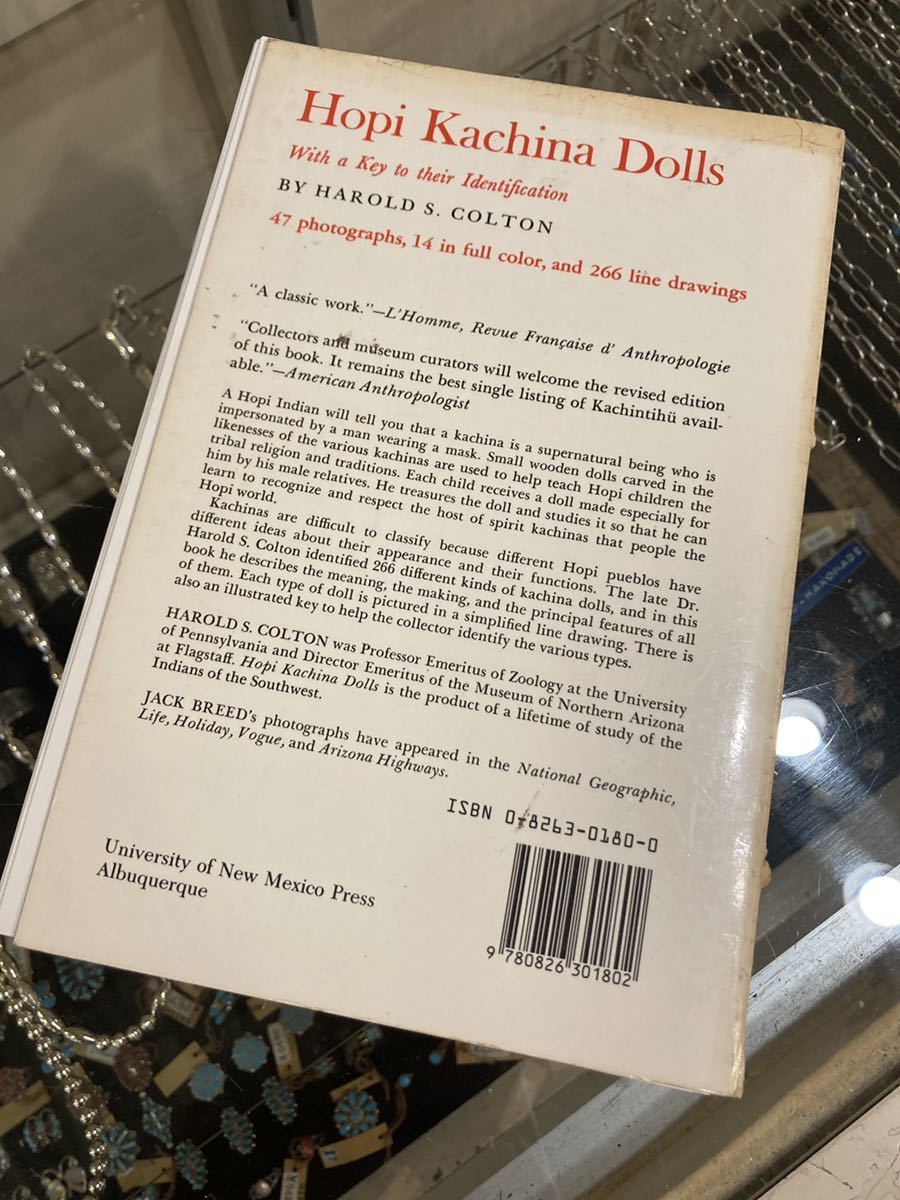 Hopi Kachina Dolls
With a Key to their Identification
BY HAROLD S. COLTON
47 photographs, 14 in full color, and 266 line drawings
“A classic work.”—L'Homme, Revue Française d' Anthropologie
“Collectors and museum curators will welcome the revised edition
of this book. It remains the best single listing of Kachintihü avail-
able.”—American Anthropologist
A Hopi Indian will tell you that a kachina is a supernatural being who is
impersonated by a man wearing a mask. Small wooden dolls carved in the
likenesses of the various kachinas are used to help teach Hopi children the
tribal religion and traditions. Each child receives a doll made especially for
him by his male relatives. He treasures the doll and studies it so that he can
learn to recognize and respect the host of spirit kachinas that people the
Hopi world.
Kachinas are difficult to classify because different Hopi pueblos have
different ideas about their appearance and their functions. The late Dr.
Harold S. Colton identified 266 different kinds of kachina dolls, and in this
book he describes the meaning, the making, and the principal features of all
of them. Each type of doll is pictured in a simplified line drawing. There is
also an illustrated key to help the collector identify the various types.
HAROLD S. COLTON was Professor Emeritus of Zoology at the University
of Pennsylvania and Director Emeritus of the Museum of Northern Arizona
at Flagstaff. Hopi Kachina Dolls is the product of a lifetime of study of the
Indians of the Southwest.
JACK BREED's photographs have appeared in the National Geographic,
Life, Holiday, Vogue, and Arizona Highways.
ISBN 0-8263-0180-0
University of New Mexico Press
Albuquerque
9 780826 301802